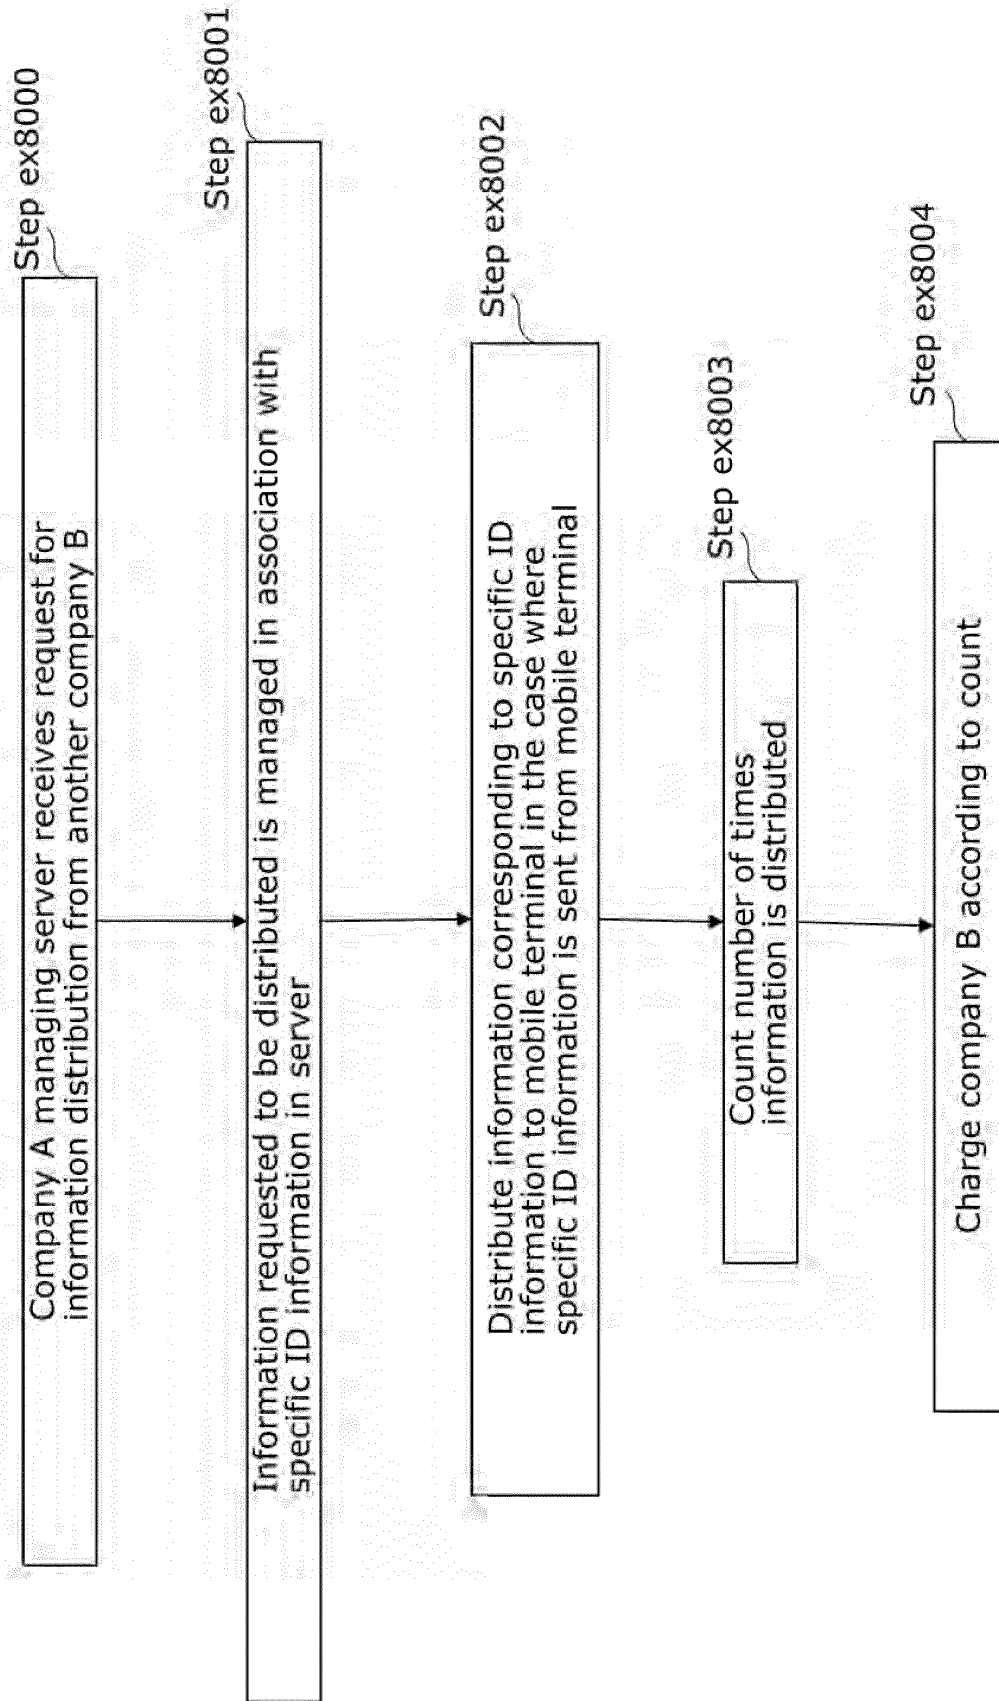 Step ex8000
Company A managing server receives request for
information distribution from another company B
Step ex8001
Information requested to be distributed is managed in association with
specific ID information in server
Step ex8002
Distribute information corresponding to specific ID
information to mobile terminal in the case where
specific ID information is sent from mobile terminal
Step ex8003
Count number of times
information is distributed
Step ex8004
Charge company B according to count